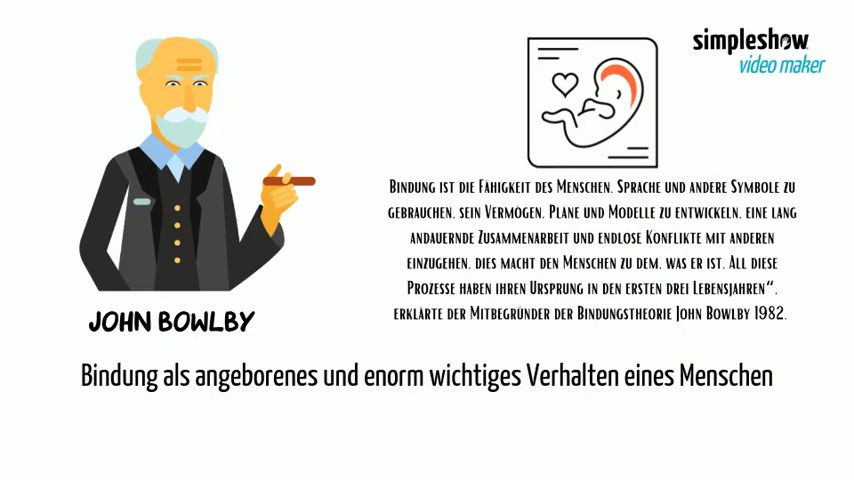 simpleshow
video maker
BINDUNG IST DIE FÄHIGKEIT DES MENSCHEN, SPRACHE UND ANDERE SYMBOLE ZU
GEBRAUCHEN, SEIN VERMÖGEN, PLÄNE UND MODELLE ZU ENTWICKELN, EINE LANG
ANDAUERNDE ZUSAMMENARBEIT UND ENDLOSE KONFLIKTE MIT ANDEREN
EINZUGEHEN, DIES MACHT DEN MENSCHEN ZU DEM, WAS ER IST. ALL DIESE
PROZESSE HABEN IHREN URSPRUNG IN DEN ERSTEN DREI LEBENSJAHREN“,
ERKLÄRTE DER MITBEGRÜNDER DER BINDUNGSTHEORIE JOHN BOWLBY 1982.
JOHN BOWLBY
Bindung als angeborenes und enorm wichtiges Verhalten eines Menschen